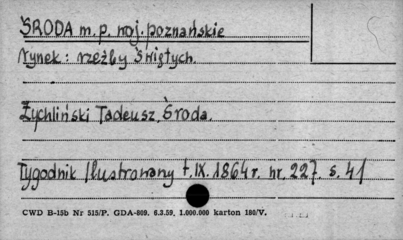 ŚRODA m. p. woj. poznańskie
rynek: rzeźby świętych.
Żychliński Tadeusz, Środa.
Tygodnik Ilustrowany t. IX. 1864 r. nr. 227. s. 41
CWD B-15b Nr 515/P. GDA-809. 6.3.59. 1.000.000 karton 180/V.